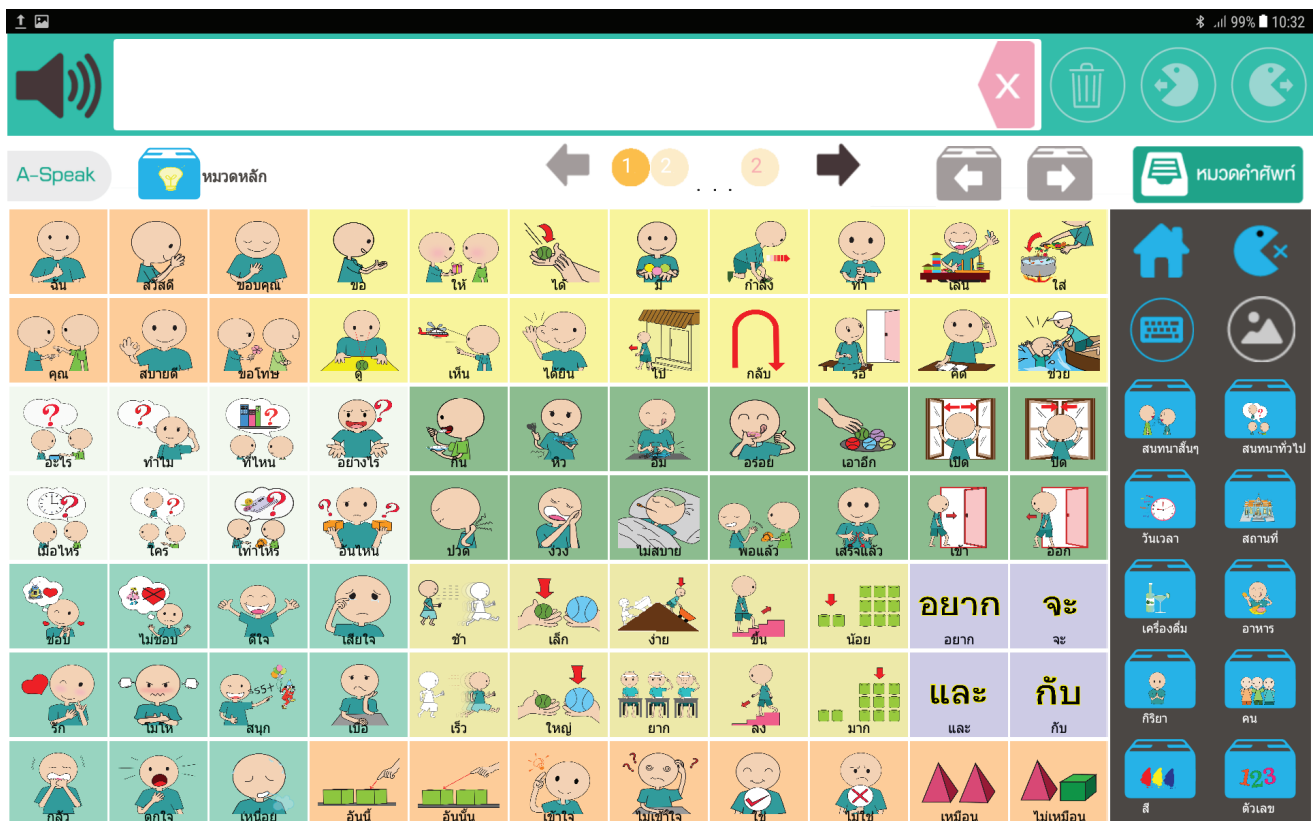 99% 10:32
X
A-Speak
หมวดหลัก
1 2 . . . 2
หมวดคำศัพท์
ฉัน สวัสดี ขอบคุณ ขอ ให้ ได้ มี กำลัง ทำ เล่น ใส่
คุณ สบายดี ขอโทษ ดู เห็น ได้ยิน ไป กลับ รอ คิด ช่วย
? ? ? ?
อะไร ทำไม ที่ไหน อย่างไร กิน หิว อิ่ม อร่อย เอาอีก เปิด ปิด
สนทนาสั้นๆ สนทนาทั่วไป
? ? ? ? ?
เมื่อไหร่ ใคร เท่าไหร่ อันไหน ปวด ง่วง ไม่สบาย พอแล้ว เสร็จแล้ว เข้า ออก
วันเวลา สถานที่
อยาก จะ
ชอบ ไม่ชอบ ดีใจ เสียใจ ช้า เล็ก ง่าย ขึ้น น้อย อยาก จะ
เครื่องดื่ม อาหาร
และ กับ
รัก โมโห สนุก เบื่อ เร็ว ใหญ่ ยาก ลง มาก และ กับ
กิริยา คน
123
กลัว ตกใจ เหนื่อย อันนี้ อันนั้น เข้าใจ ไม่เข้าใจ ใช่ ไม่ใช่ เหมือน ไม่เหมือน
สี ตัวเลข